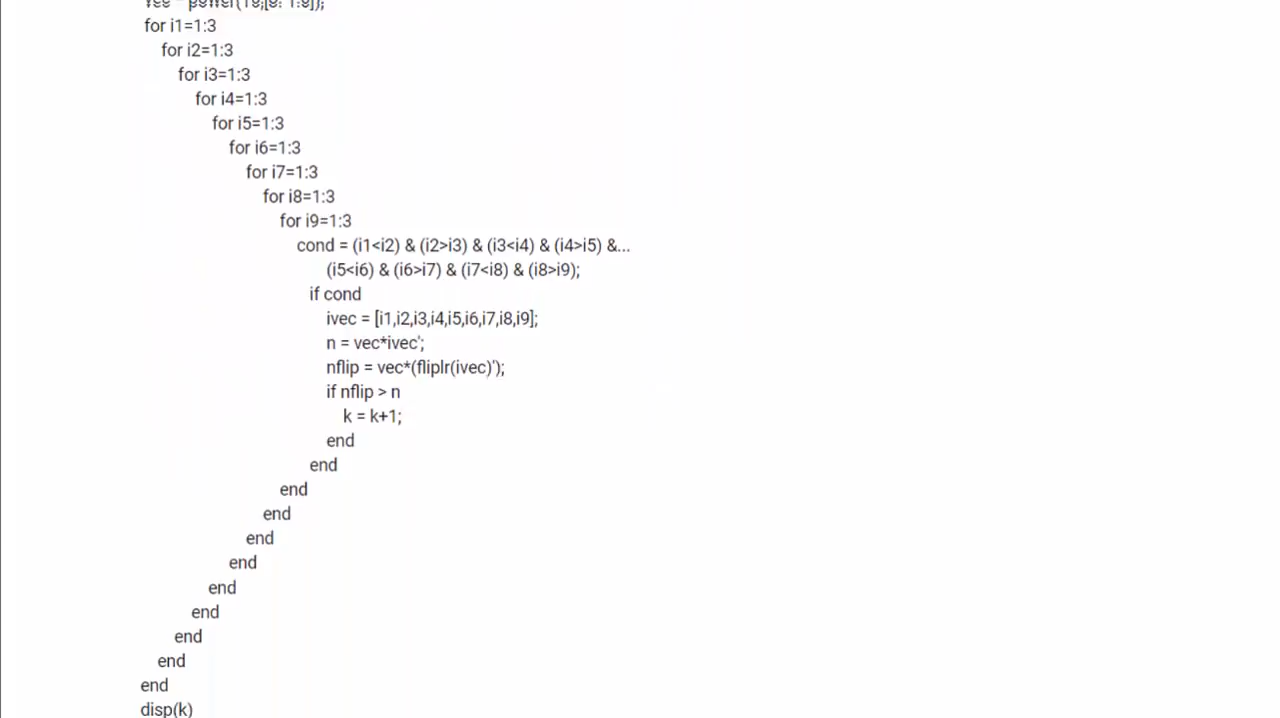 for i1=1:3
for i2=1:3
for i3=1:3
for i4=1:3
for i5=1:3
for i6=1:3
for i7=1:3
for i8=1:3
for i9=1:3
cond = (i1<i2) & (i2>i3) & (i3<i4) & (i4>i5) &...
(i5<i6) & (i6>i7) & (i7<i8) & (i8>i9);
if cond
ivec = [i1,i2,i3,i4,i5,i6,i7,i8,i9];
n = vec*ivec';
nflip = vec*(fliplr(ivec)');
if nflip > n
k = k+1;
end
end
end
end
end
end
end
end
end
end
end
disp(k)